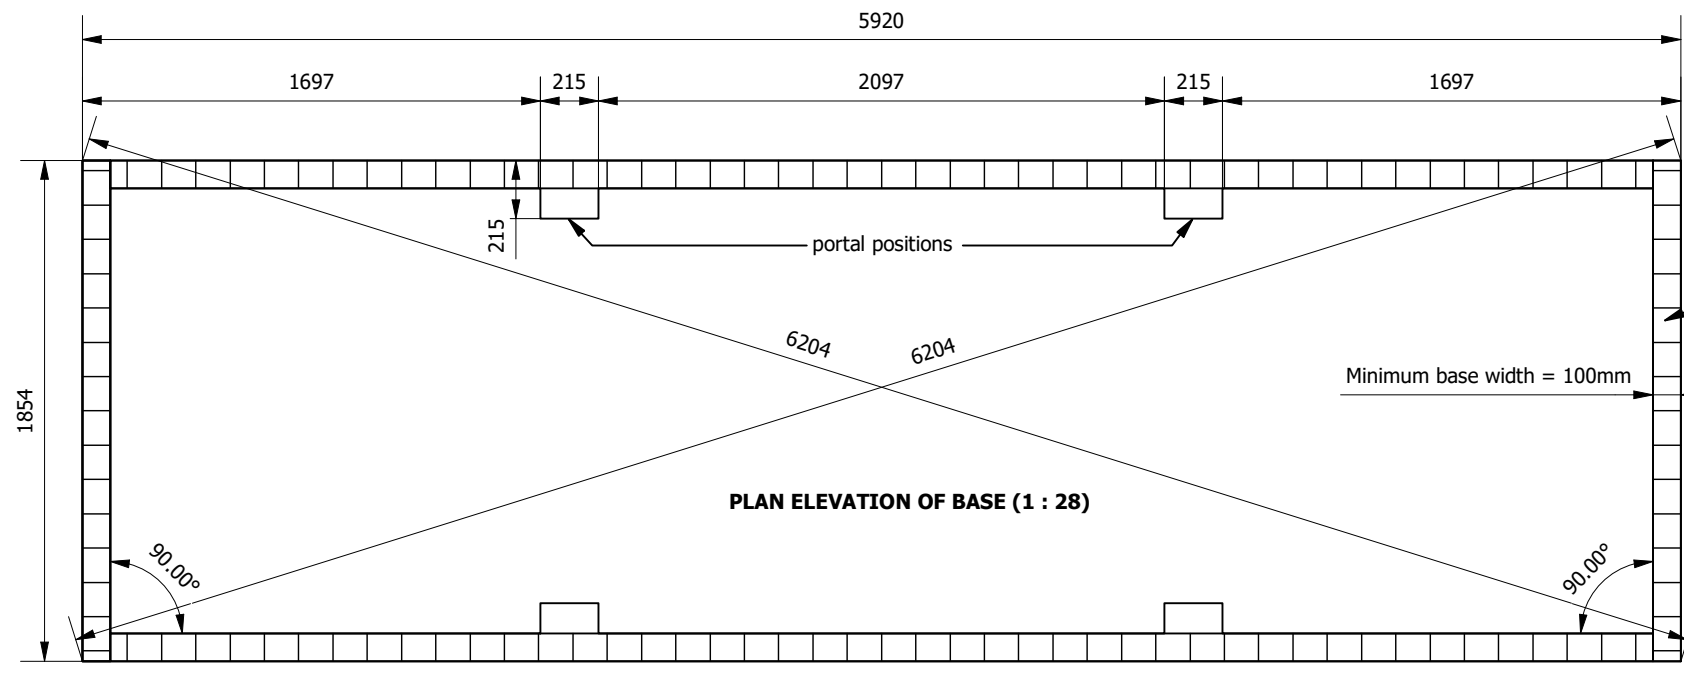 5920
1697 215 2097 215 1697
215
portal positions
6204 6204
Minimum base width = 100mm
1854
PLAN ELEVATION OF BASE (1 : 28)
90.00° 90.00°